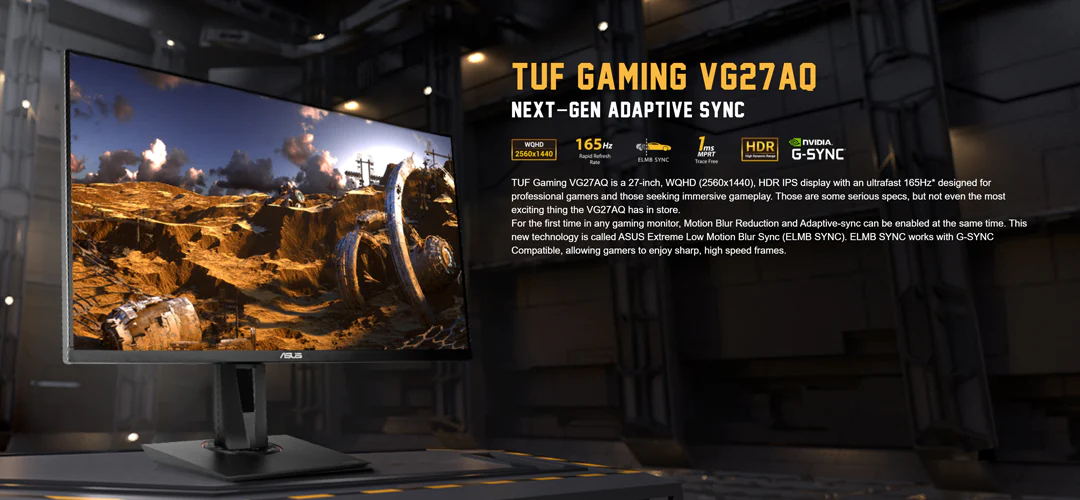 TUF GAMING VG27AQ
NEXT-GEN ADAPTIVE SYNC
WQHD
2560x1440
165Hz
Rapid Refresh
Rate
ELMB SYNC
1ms
MPRT
Trace Free
HDR
High Dynamic Range
NVIDIA
G-SYNC
TUF Gaming VG27AQ is a 27-inch, WQHD (2560x1440), HDR IPS display with an ultrafast 165Hz* designed for
professional gamers and those seeking immersive gameplay. Those are some serious specs, but not even the most
exciting thing the VG27AQ has in store.
For the first time in any gaming monitor, Motion Blur Reduction and Adaptive-sync can be enabled at the same time. This
new technology is called ASUS Extreme Low Motion Blur Sync (ELMB SYNC). ELMB SYNC works with G-SYNC
Compatible, allowing gamers to enjoy sharp, high speed frames.
ASUS